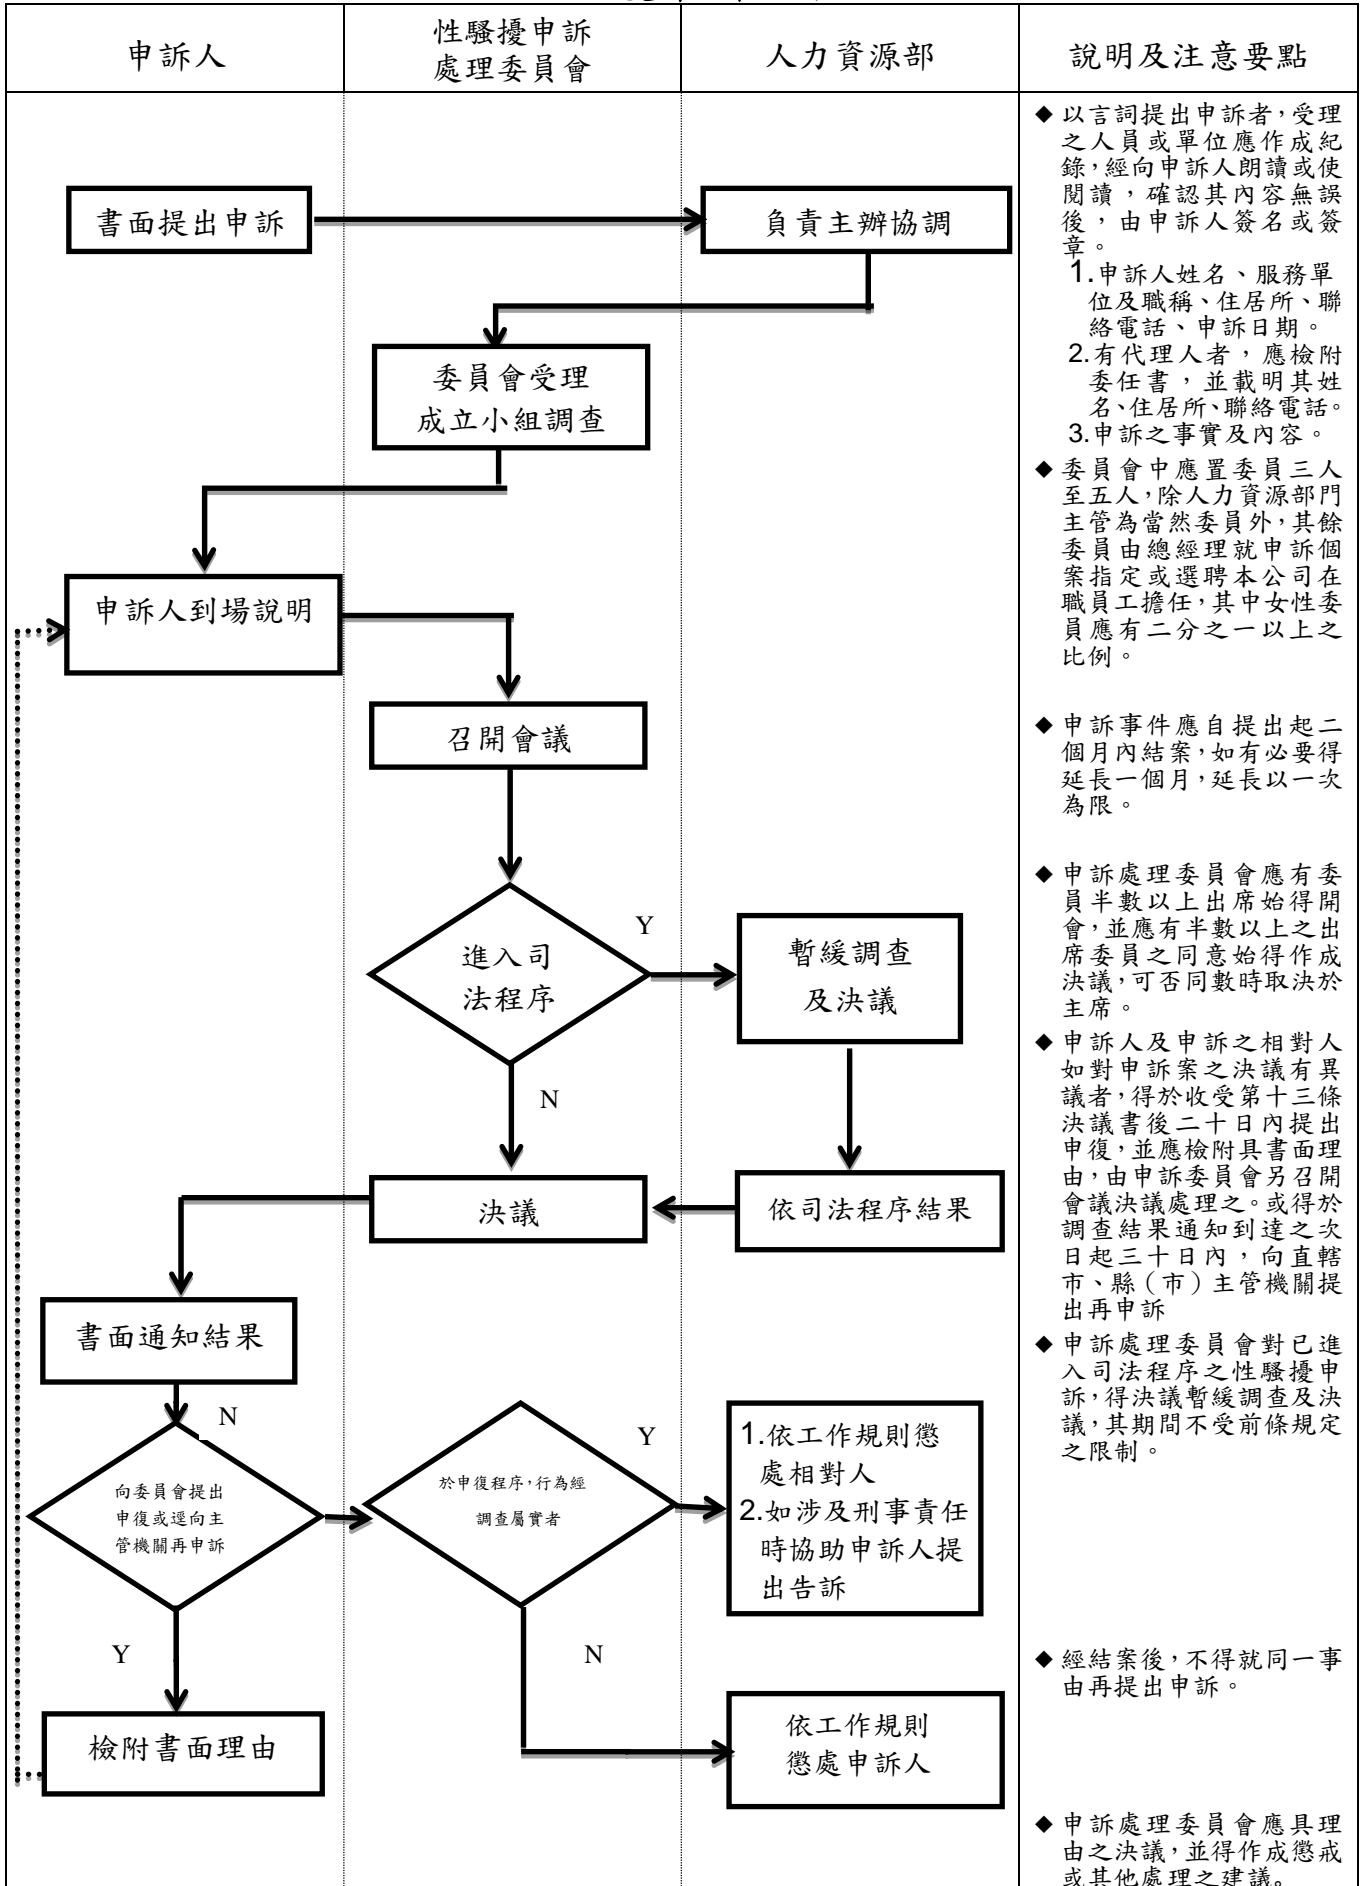 申訴人
性騷擾申訴
處理委員會
人力資源部
說明及注意要點
書面提出申訴
負責主辦協調
委員會受理
成立小組調查
申訴人到場說明
召開會議
進入司
法程序
Y
N
暫緩調查
及決議
依司法程序結果
決議
書面通知結果
N
向委員會提出
申復或逕向主
管機關再申訴
Y
於申復程序,行為經
調查屬實者
Y
N
1.依工作規則懲
處相對人
2.如涉及刑事責任
時協助申訴人提
出告訴
檢附書面理由
依工作規則
懲處申訴人
◆以言詞提出申訴者,受理
之人員或單位應作成紀
錄,經向申訴人朗讀或使
閱讀,確認其內容無誤
後,由申訴人簽名或簽
章。
1.申訴人姓名、服務單
位及職稱、住居所、聯
絡電話、申訴日期。
2.有代理人者,應檢附
委任書,並載明其姓
名、住居所、聯絡電話。
3.申訴之事實及內容。
◆委員會中應置委員三人
至五人,除人力資源部門
主管為當然委員外,其餘
委員由總經理就申訴個
案指定或選聘本公司在
職員工擔任,其中女性委
員應有二分之一以上之
比例。
◆申訴事件應自提出起二
個月內結案,如有必要得
延長一個月,延長以一次
為限。
◆申訴處理委員會應有委
員半數以上出席始得開
會,並應有半數以上之出
席委員之同意始得作成
決議,可否同數時取決於
主席。
◆申訴人及申訴之相對人
如對申訴案之決議有異
議者,得於收受第十三條
決議書後二十日內提出
申復,並應檢附具書面理
由,由申訴委員會另召開
會議決議處理之。或得於
調查結果通知到達之次
日起三十日內,向直轄
市、縣(市)主管機關提
出再申訴
◆申訴處理委員會對已進
入司法程序之性騷擾申
訴,得決議暫緩調查及決
議,其期間不受前條規定
之限制。
◆經結案後,不得就同一事
由再提出申訴。
◆申訴處理委員會應具理
由之決議,並得作成懲戒
或其他處理之建議。